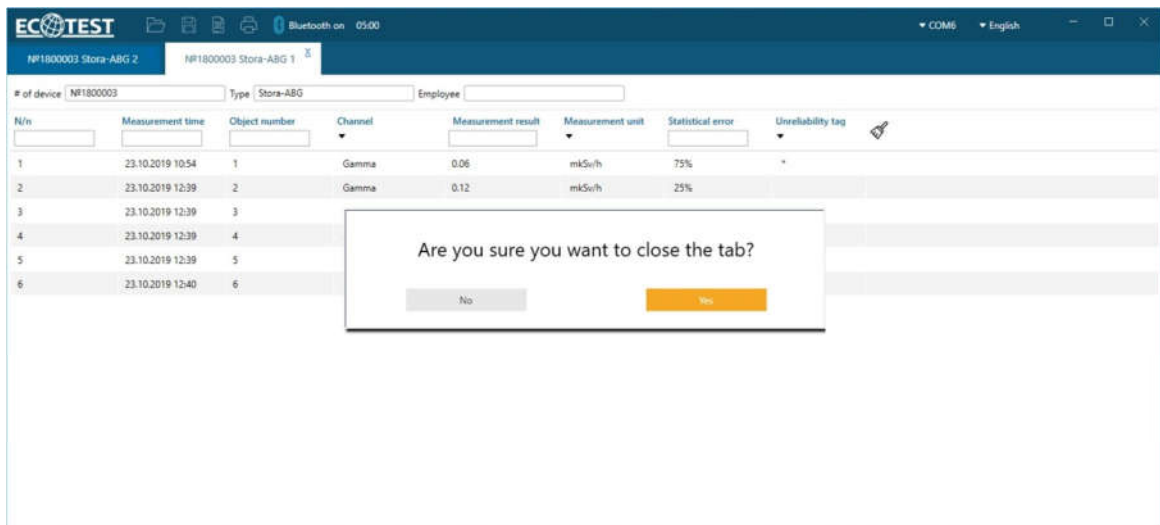 ECOTEST Bluetooth on 05:00 COM6 English
№1800003 Stora-ABG 2 №1800003 Stora-ABG 1 X
# of device №1800003 Type Stora-ABG Employee
N/n Measurement time Object number Channel Measurement result Measurement unit Statistical error Unreliability tag
1 23.10.2019 10:54 1 Gamma 0.06 mkSv/h 75% *
2 23.10.2019 12:39 2 Gamma 0.12 mkSv/h 25%
3 23.10.2019 12:39 3
4 23.10.2019 12:39 4
5 23.10.2019 12:39 5
6 23.10.2019 12:40 6
Are you sure you want to close the tab?
No Yes